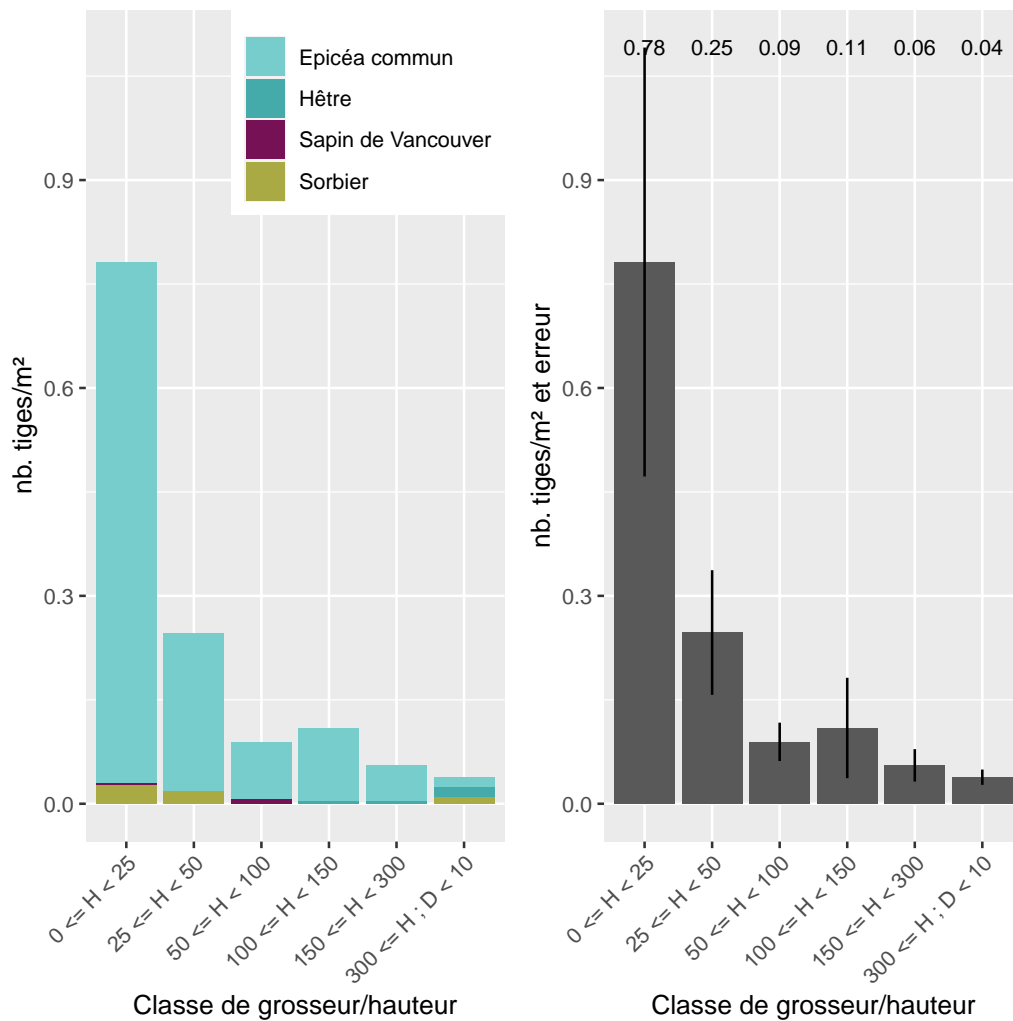 Epicéa commun
Hêtre
Sapin de Vancouver
Sorbier
nb. tiges/m²
0.9
0.6
0.3
0.0
0 <= H < 25
25 <= H < 50
50 <= H < 100
100 <= H < 150
150 <= H < 300
300 <= H ; D < 10
Classe de grosseur/hauteur
0.78 0.25 0.09 0.11 0.06 0.04
nb. tiges/m² et erreur
0.9
0.6
0.3
0.0
0 <= H < 25
25 <= H < 50
50 <= H < 100
100 <= H < 150
150 <= H < 300
300 <= H ; D < 10
Classe de grosseur/hauteur